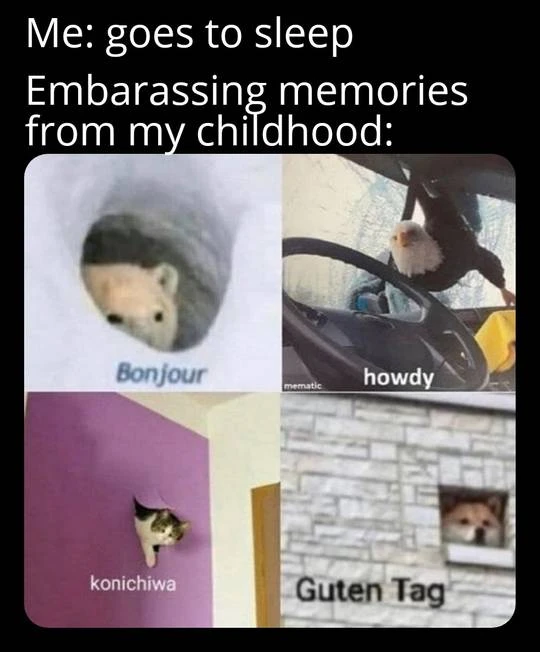 Me: goes to sleep
Embarassing memories
from my childhood:
Bonjour
howdy
mematic
konichiwa
Guten Tag